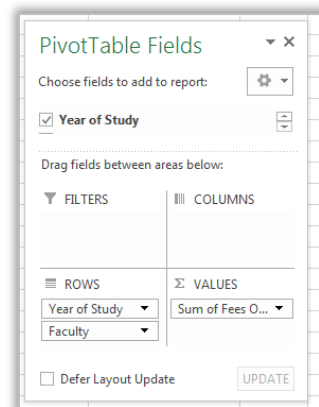 PivotTable Fields
Choose fields to add to report:
Year of Study
Drag fields between areas below:
FILTERS
COLUMNS
ROWS
Σ VALUES
Year of Study
Sum of Fees O...
Faculty
Defer Layout Update
UPDATE